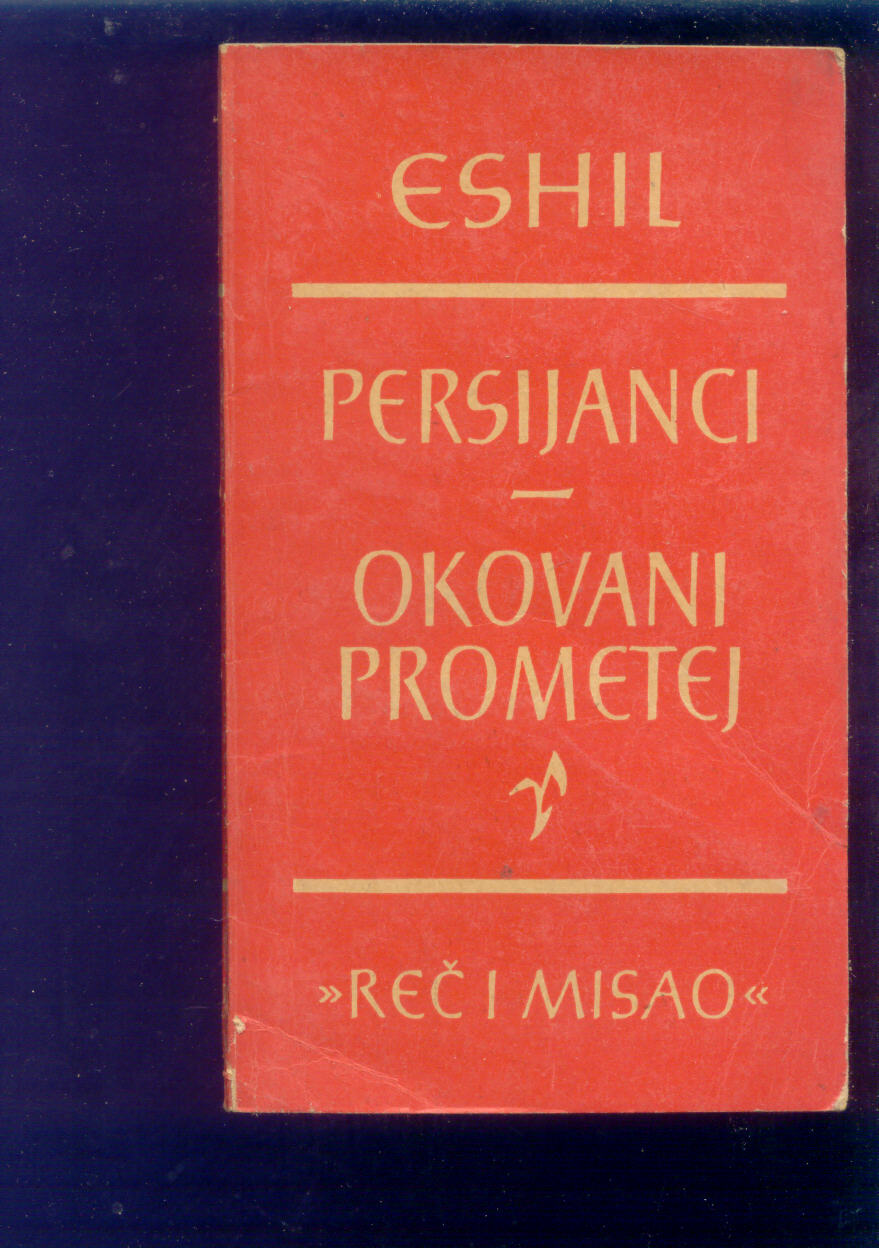 ESHIL
PERSIJANCI
—
OKOVANI
PROMETEJ
»REČ I MISAO«